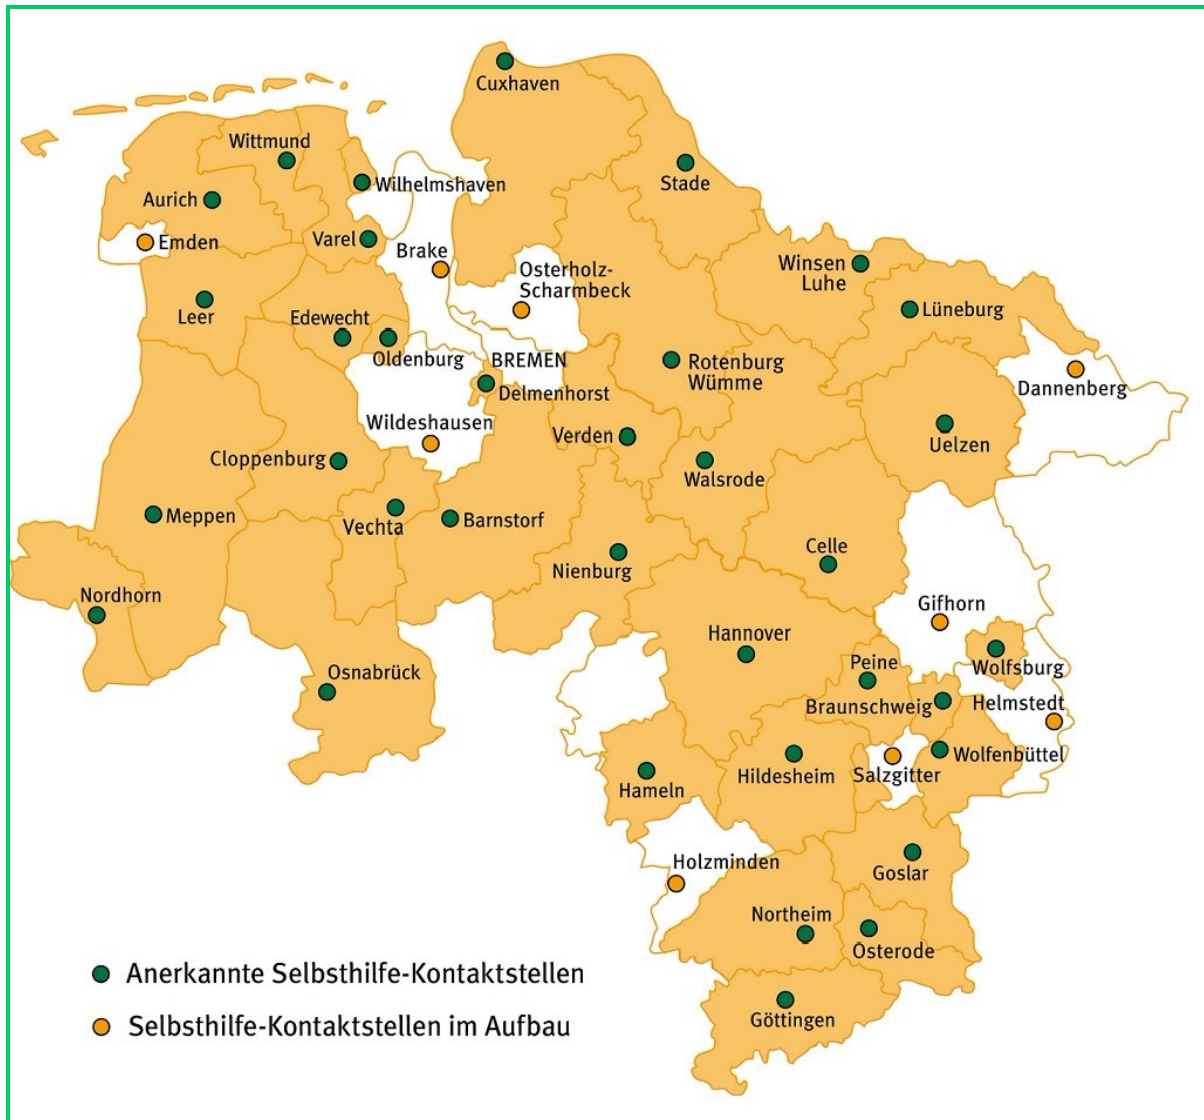 Cuxhaven
Wittmund
Stade
Wilhelmshaven
Aurich
Varel
Emden
Brake
Osterholz-
Scharmbeck
Winsen
Luhe
Lüneburg
Leer
Edewecht
Oldenburg
BREMEN
Rotenburg
Wümme
Dannenberg
Delmenhorst
Wildeshausen
Verden
Uelzen
Cloppenburg
Walsrode
Meppen
Vechta
Barnstorf
Celle
Nienburg
Nordhorn
Gifhorn
Hannover
Osnabrück
Peine
Wolfsburg
Braunschweig
Helmstedt
Wolfenbüttel
Hameln
Hildesheim
Salzgitter
Holzminden
Goslar
Northeim
Osterode
Göttingen
Anerkannte Selbsthilfe-Kontaktstellen
Selbsthilfe-Kontaktstellen im Aufbau